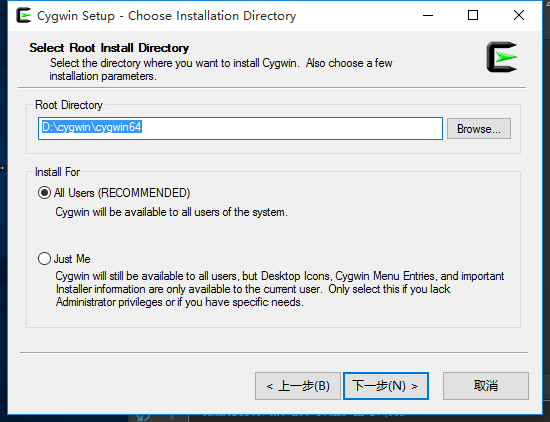 Cygwin Setup - Choose Installation Directory
Select Root Install Directory
Select the directory where you want to install Cygwin. Also choose a few
installation parameters.
Root Directory
D:\cygwin\cygwin64
Browse...
Install For
All Users (RECOMMENDED)
Cygwin will be available to all users of the system.
Just Me
Cygwin will still be available to all users, but Desktop Icons, Cygwin Menu Entries, and important
Installer information are only available to the current user. Only select this if you lack
Administrator privileges or if you have specific needs.
< 上一步(B)
下一步(N) >
取消